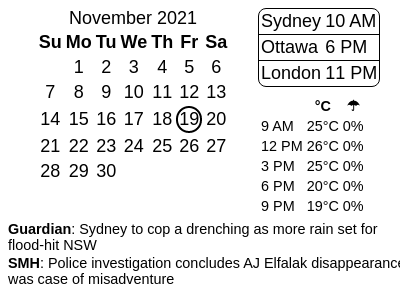 November 2021
Su Mo Tu We Th Fr Sa
1 2 3 4 5 6
7 8 9 10 11 12 13
14 15 16 17 18 19 20
21 22 23 24 25 26 27
28 29 30
Sydney 10 AM
Ottawa 6 PM
London 11 PM
°C ☂
9 AM 25°C 0%
12 PM 26°C 0%
3 PM 25°C 0%
6 PM 20°C 0%
9 PM 19°C 0%
Guardian: Sydney to cop a drenching as more rain set for
flood-hit NSW
SMH: Police investigation concludes AJ Elfalak disappearance
was case of misadventure